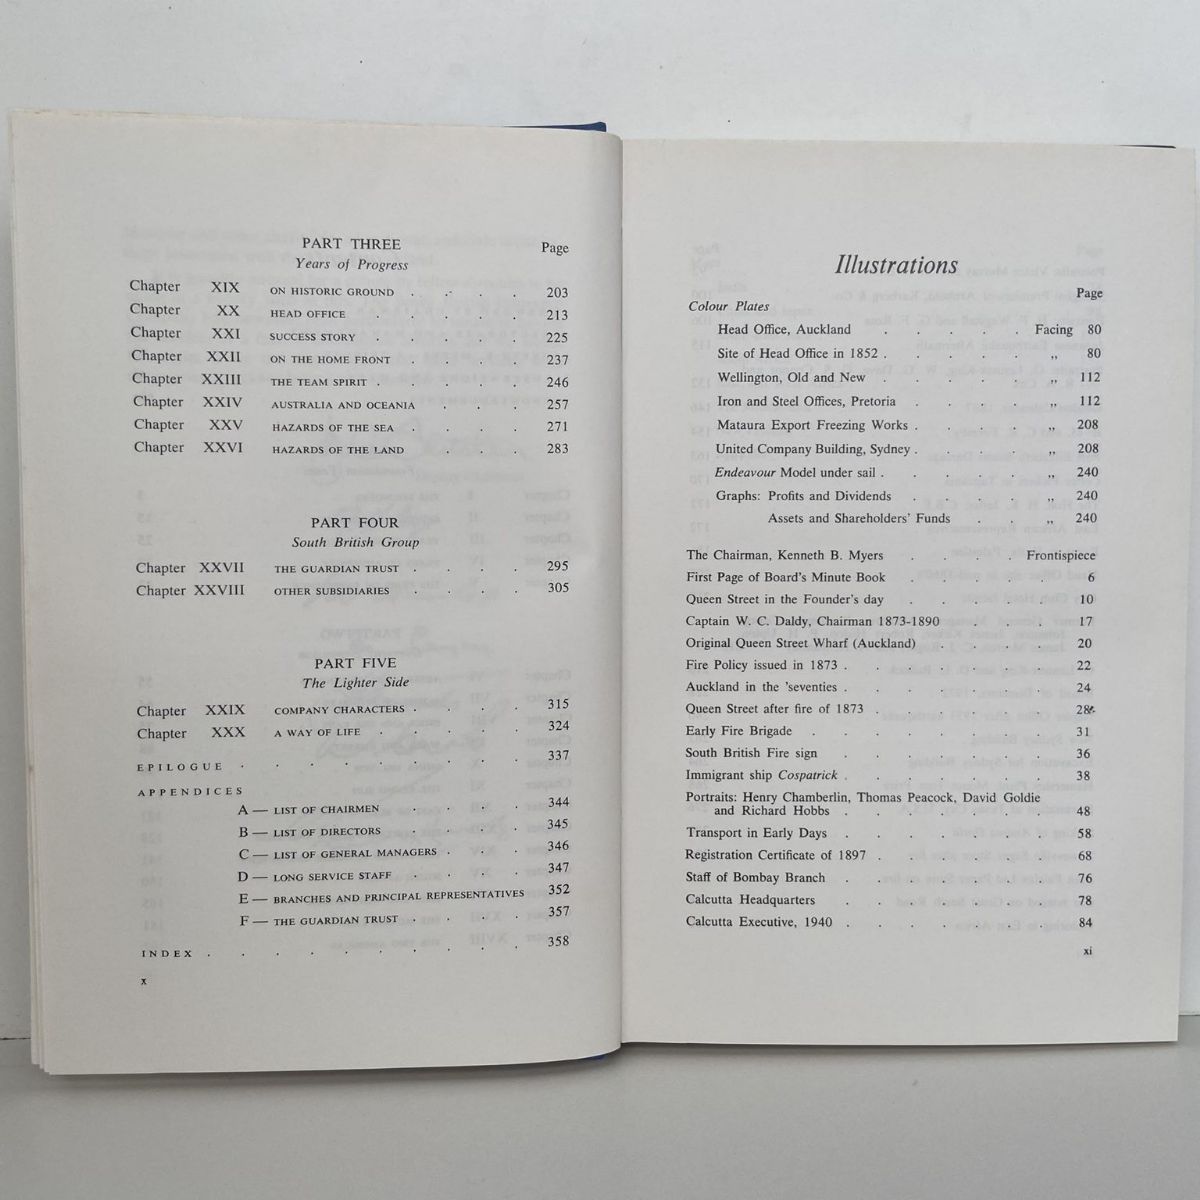 PART THREE
Page
Years of Progress
Chapter XIX ON HISTORIC GROUND . . . . 203
Chapter XX HEAD OFFICE . . . . 213
Chapter XXI SUCCESS STORY . . . . 225
Chapter XXII ON THE HOME FRONT . . . . 237
Chapter XXIII THE TEAM SPIRIT . . . . 246
Chapter XXIV AUSTRALIA AND OCEANIA . . . 257
Chapter XXV HAZARDS OF THE SEA . . . . 271
Chapter XXVI HAZARDS OF THE LAND . . . 283
PART FOUR
South British Group
Chapter XXVII THE GUARDIAN TRUST . . . . 295
Chapter XXVIII OTHER SUBSIDIARIES . . . . 305
PART FIVE
The Lighter Side
Chapter XXIX COMPANY CHARACTERS . . . . 315
Chapter XXX A WAY OF LIFE . . . . . 324
EPILOGUE . . . . . . . . . 337
APPENDICES
A — LIST OF CHAIRMEN . . . . 344
B — LIST OF DIRECTORS . . . . 345
C — LIST OF GENERAL MANAGERS . . . 346
D — LONG SERVICE STAFF . . . . 347
E — BRANCHES AND PRINCIPAL REPRESENTATIVES 352
F — THE GUARDIAN TRUST . . . . 357
INDEX . . . . . . . . . . 358
x
Illustrations
Page
Colour Plates
Head Office, Auckland . . . . . Facing 80
Site of Head Office in 1852 . . . . . „ 80
Wellington, Old and New . . . . . „ 112
Iron and Steel Offices, Pretoria . . . . „ 112
Mataura Export Freezing Works . . . . „ 208
United Company Building, Sydney . . . . „ 208
Endeavour Model under sail . . . . . „ 240
Graphs: Profits and Dividends . . . . „ 240
Assets and Shareholders' Funds . . „ 240
The Chairman, Kenneth B. Myers . . . . Frontispiece
First Page of Board's Minute Book . . . . . 6
Queen Street in the Founder's day . . . . . 10
Captain W. C. Daldy, Chairman 1873-1890 . . . . 17
Original Queen Street Wharf (Auckland) . . . . 20
Fire Policy issued in 1873 . . . . . . . 22
Auckland in the 'seventies . . . . . . . 24
Queen Street after fire of 1873 . . . . . . 28
Early Fire Brigade . . . . . . . . 31
South British Fire sign . . . . . . . 36
Immigrant ship Cospatrick . . . . . . . 38
Portraits: Henry Chamberlin, Thomas Peacock, David Goldie
and Richard Hobbs . . . . . . . 48
Transport in Early Days . . . . . . . 58
Registration Certificate of 1897 . . . . . . 68
Staff of Bombay Branch . . . . . . . 76
Calcutta Headquarters . . . . . . . 78
Calcutta Executive, 1940 . . . . . . . 84
xi